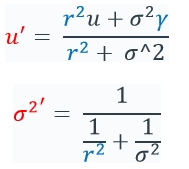 u′ = (r²u + σ²γ) / (r² + σ^2)
σ²′ = 1 / (1/r² + 1/σ²)